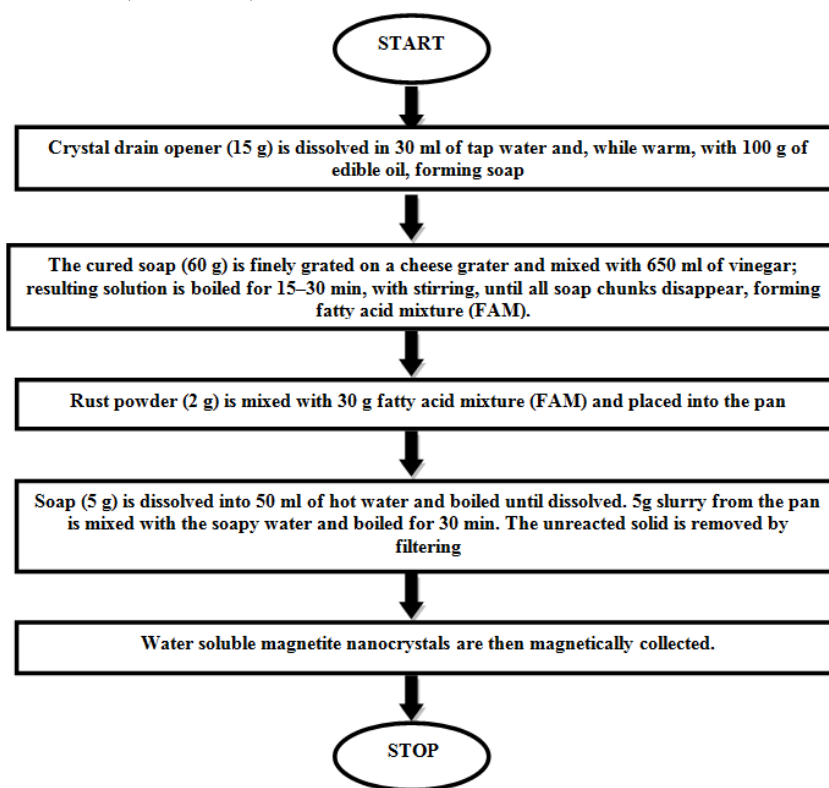 START
Crystal drain opener (15 g) is dissolved in 30 ml of tap water and, while warm, with 100 g of
edible oil, forming soap
The cured soap (60 g) is finely grated on a cheese grater and mixed with 650 ml of vinegar;
resulting solution is boiled for 15–30 min, with stirring, until all soap chunks disappear, forming
fatty acid mixture (FAM).
Rust powder (2 g) is mixed with 30 g fatty acid mixture (FAM) and placed into the pan
Soap (5 g) is dissolved into 50 ml of hot water and boiled until dissolved. 5g slurry from the pan
is mixed with the soapy water and boiled for 30 min. The unreacted solid is removed by
filtering
Water soluble magnetite nanocrystals are then magnetically collected.
STOP